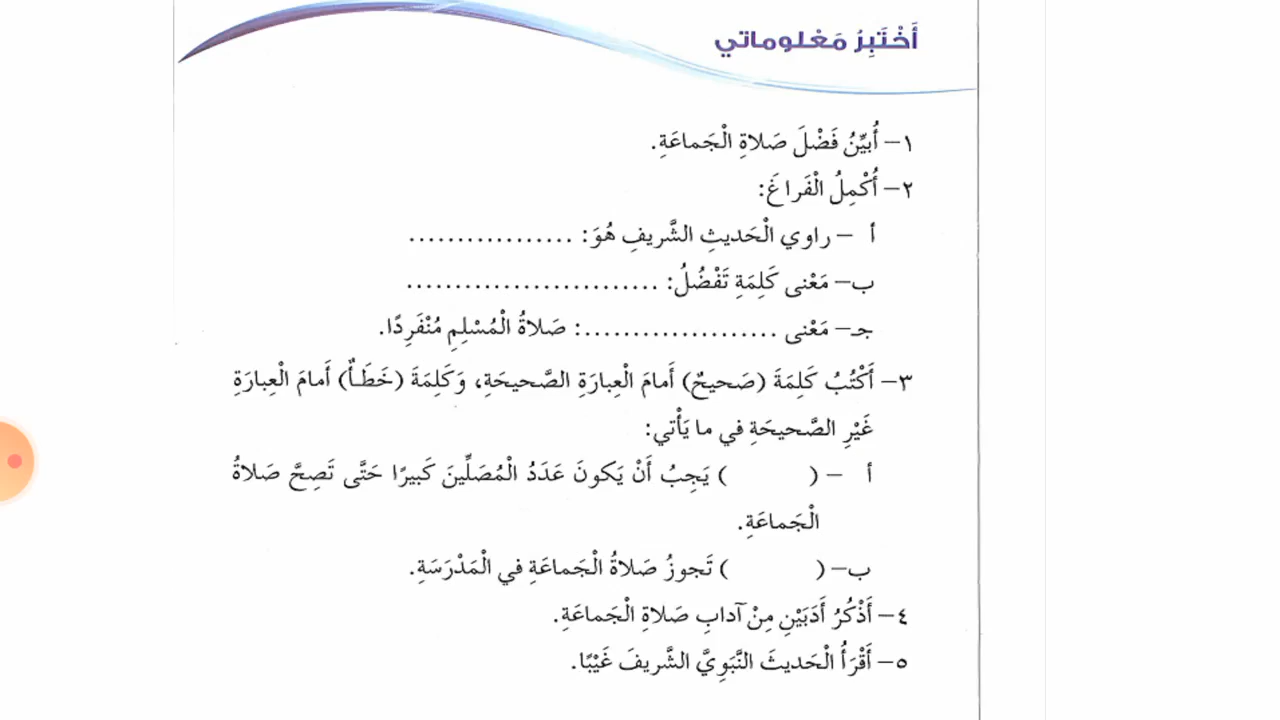 أَخْتَبِرُ مَعْلوماتي
١- أُبيِّنُ فَضْلَ صَلاةِ الْجَماعَةِ.
٢- أُكْمِلُ الْفَراغَ:
أ - راوي الْحَديثِ الشَّريفِ هُوَ: .................
ب- مَعْنى كَلِمَةِ تَفْضُلُ: ..........................
جـ- مَعْنى ....................: صَلاةُ الْمُسْلِمِ مُنْفَرِدًا.
٣- أَكْتُبُ كَلِمَةَ (صَحيحٌ) أَمامَ الْعِبارَةِ الصَّحيحَةِ، وَكَلِمَةَ (خَطَأٌ) أَمامَ الْعِبارَةِ
غَيْرِ الصَّحيحَةِ في ما يَأْتي:
أ - ( ) يَجِبُ أَنْ يَكونَ عَدَدُ الْمُصَلِّينَ كَبيرًا حَتَّى تَصِحَّ صَلاةُ
الْجَماعَةِ.
ب- ( ) تَجوزُ صَلاةُ الْجَماعَةِ في الْمَدْرَسَةِ.
٤- أَذْكُرُ أَدَبَيْنِ مِنْ آدابِ صَلاةِ الْجَماعَةِ.
٥- أَقْرَأُ الْحَديثَ النَّبَوِيَّ الشَّريفَ غَيْبًا.